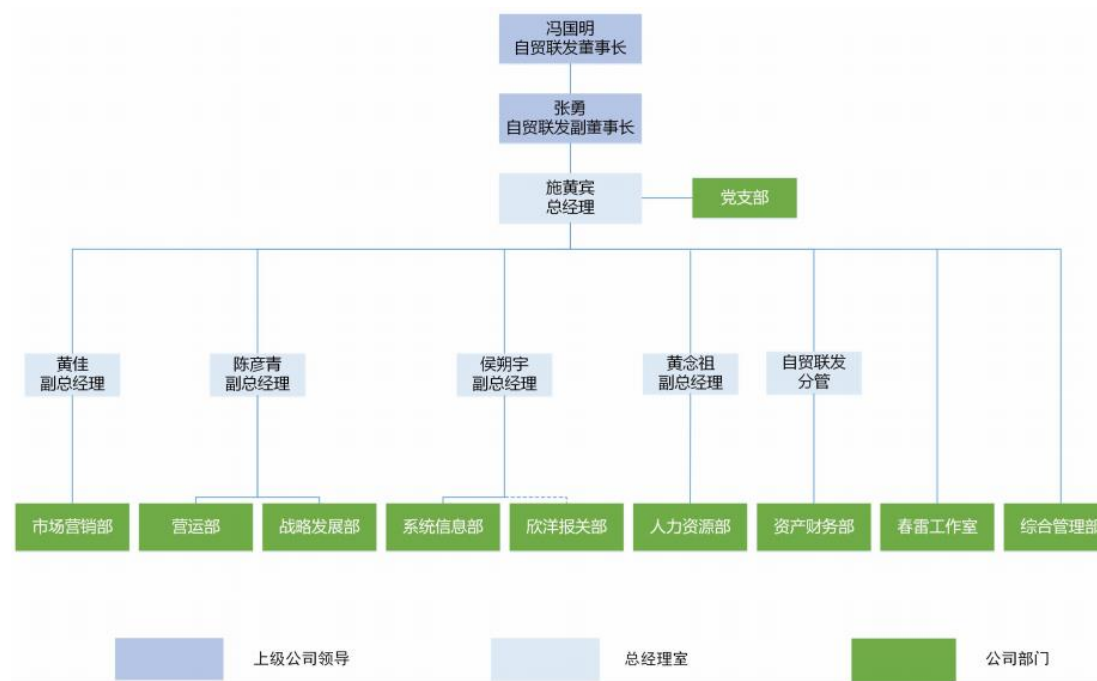 冯国明
自贸联发董事长
张勇
自贸联发副董事长
施黄宾
总经理
党支部
黄佳
副总经理
陈彦青
副总经理
侯朔宇
副总经理
黄念祖
副总经理
自贸联发
分管
市场营销部
营运部
战略发展部
系统信息部
欣洋报关部
人力资源部
资产财务部
春雷工作室
综合管理部
上级公司领导
总经理室
公司部门